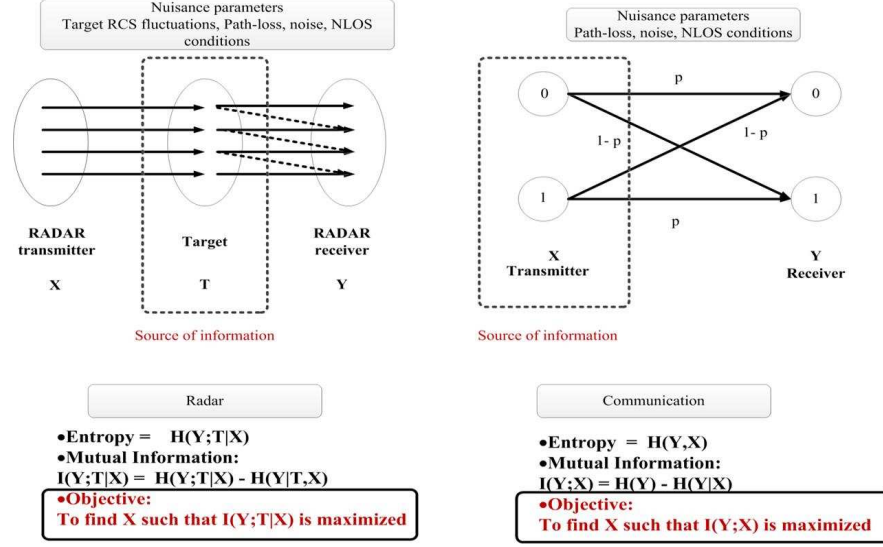 Nuisance parameters
Target RCS fluctuations, Path-loss, noise, NLOS
conditions
RADAR
transmitter
X
Target
T
RADAR
receiver
Y
Source of information
Nuisance parameters
Path-loss, noise, NLOS conditions
0
p
0
1- p
1- p
1
p
1
X
Transmitter
Y
Receiver
Source of information
Radar
•Entropy = H(Y;T|X)
•Mutual Information:
I(Y;T|X) = H(Y;T|X) - H(Y|T,X)
•Objective:
To find X such that I(Y;T|X) is maximized
Communication
•Entropy = H(Y,X)
•Mutual Information:
I(Y;X) = H(Y) - H(Y|X)
•Objective:
To find X such that I(Y;X) is maximized